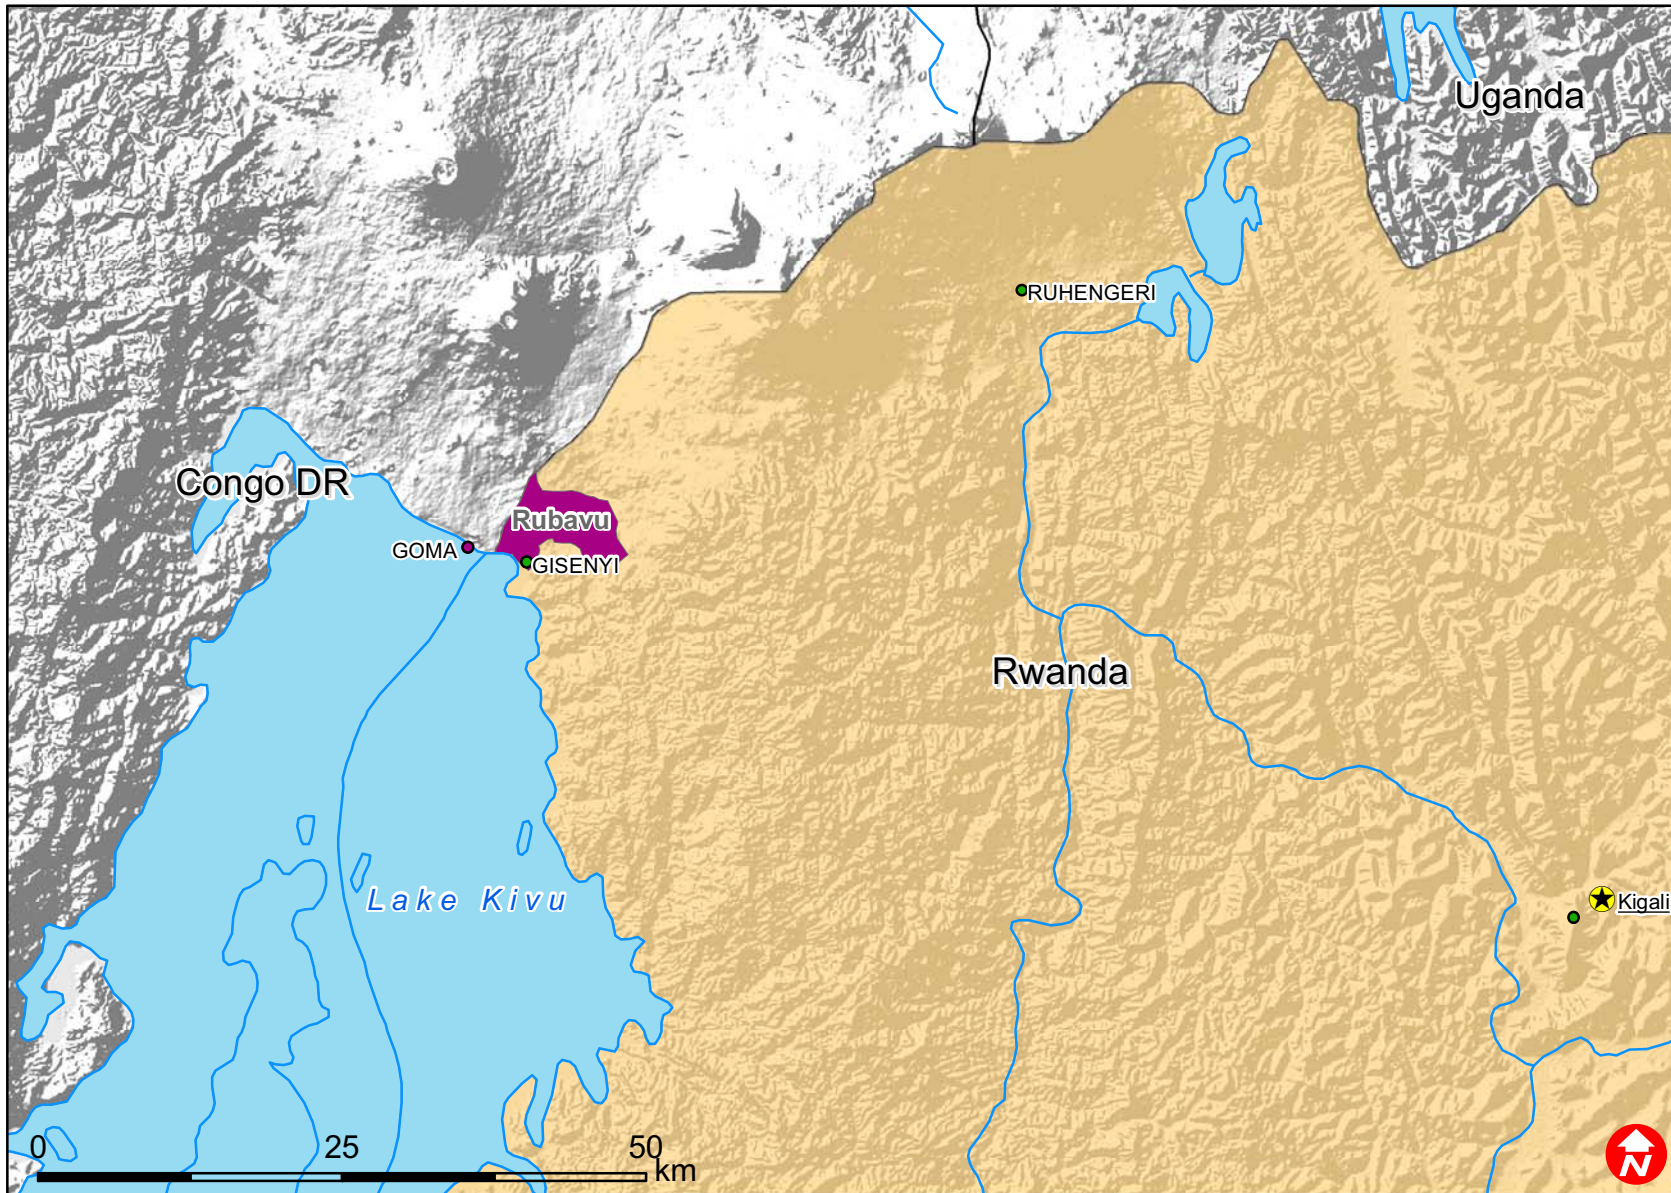 Uganda
RUHENGERI
Congo DR
Rubavu
GOMA
GISENYI
Rwanda
Lake Kivu
Kigali
0 25 50
km
N